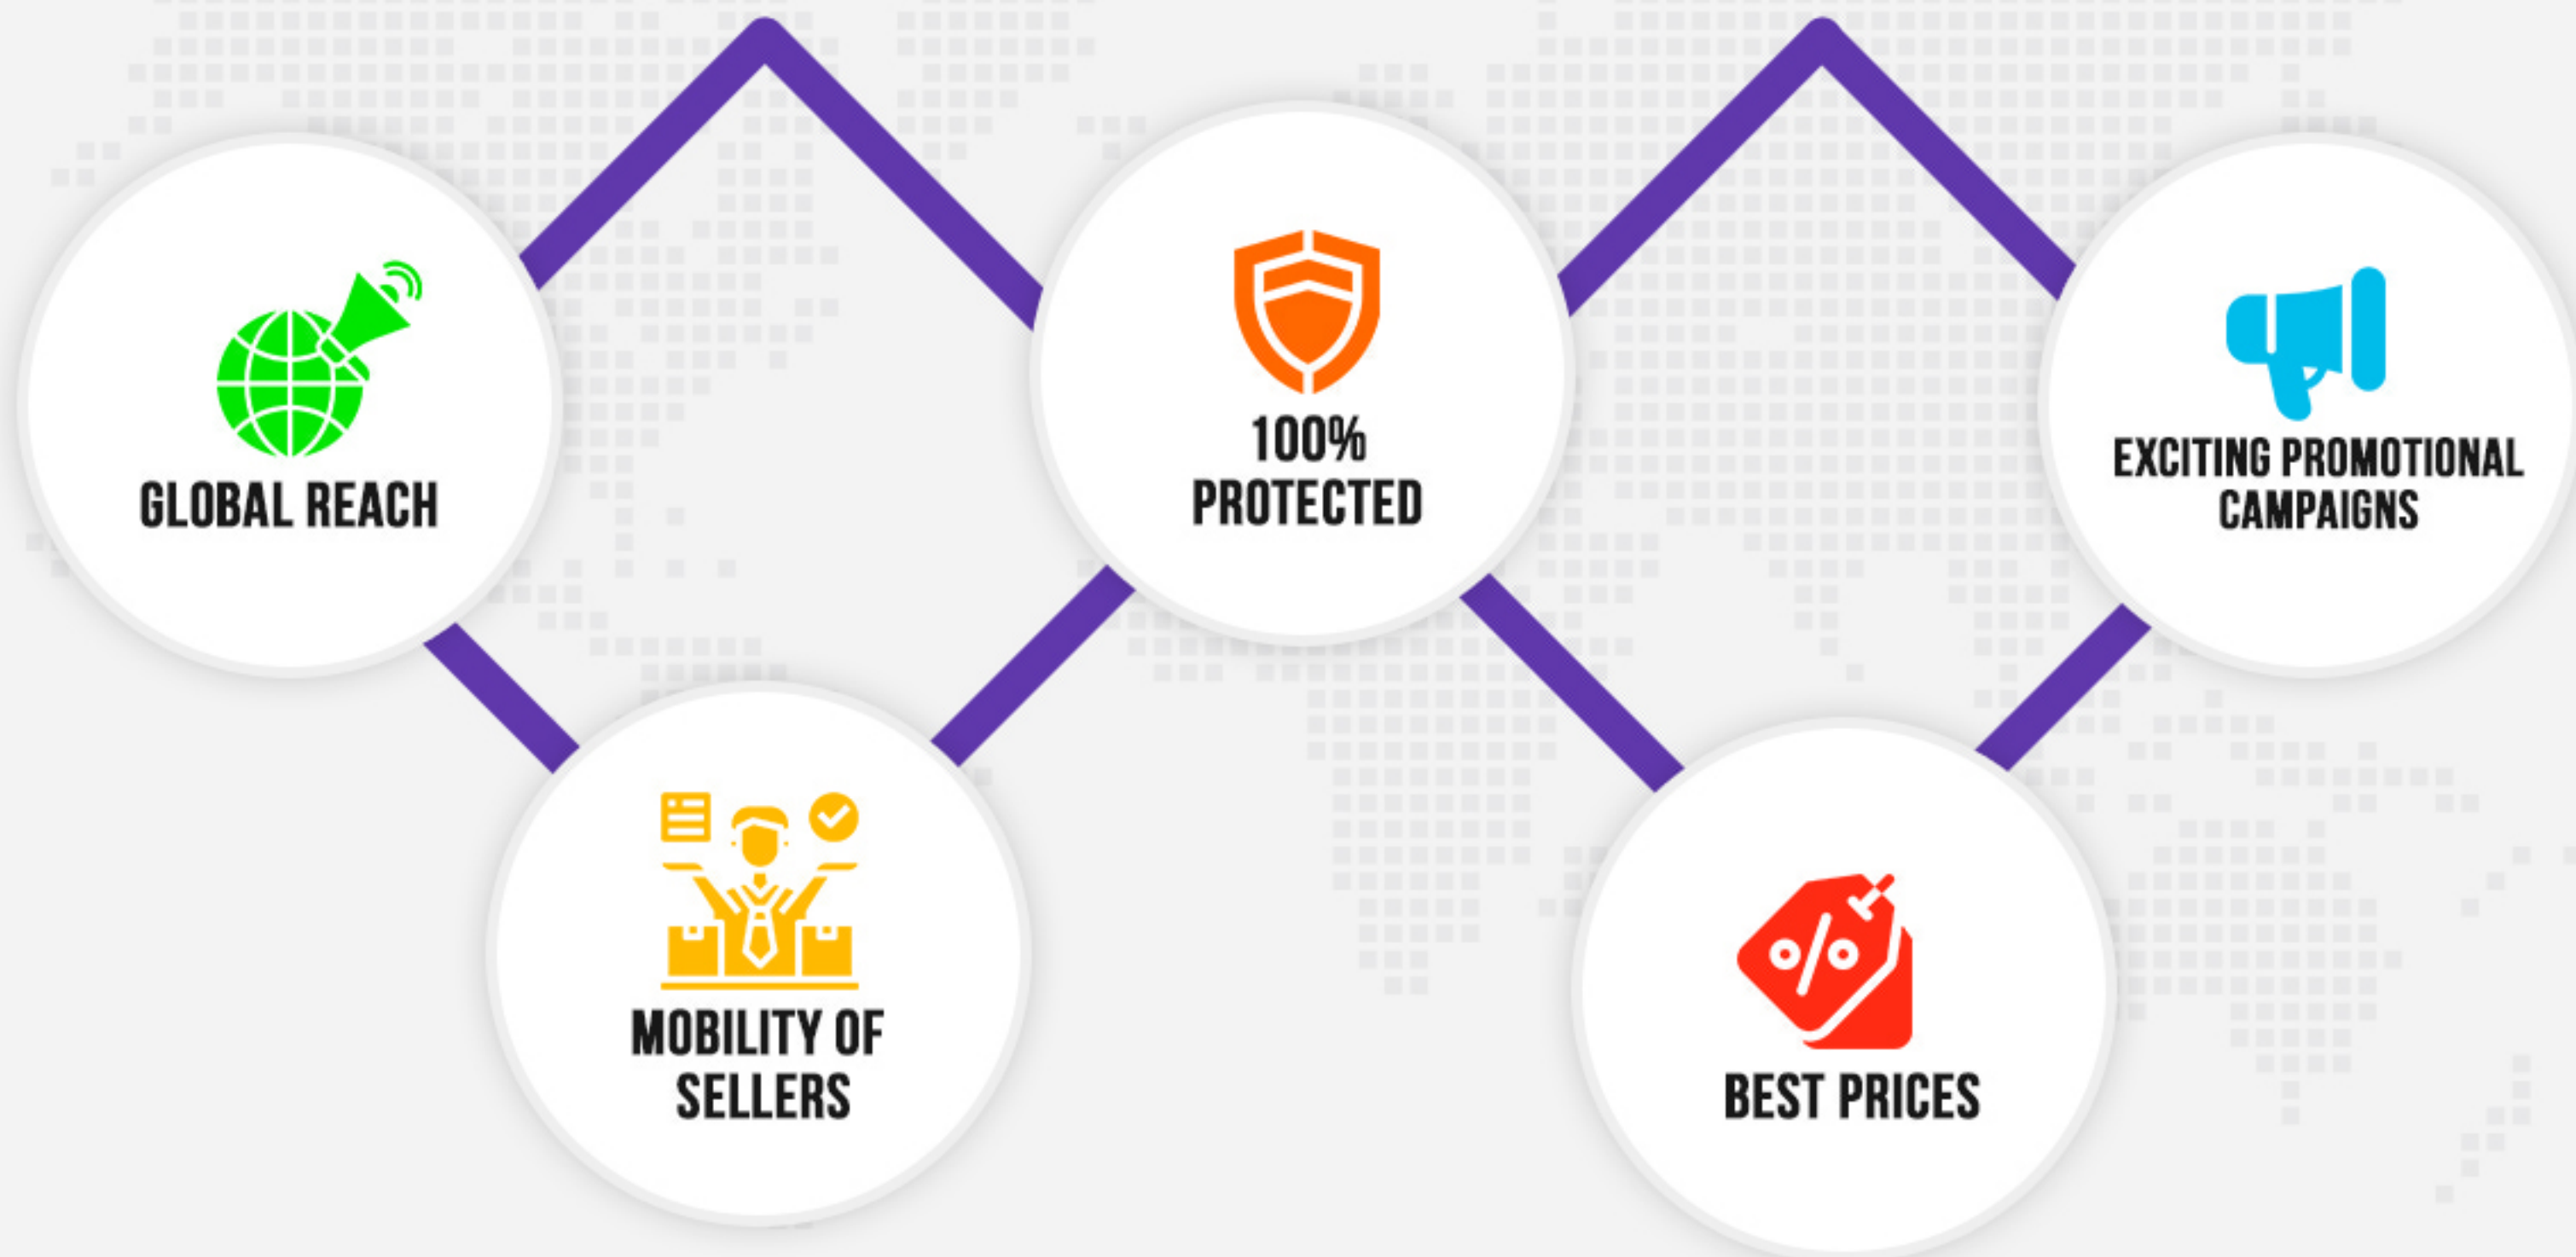 GLOBAL REACH
MOBILITY OF
SELLERS
100%
PROTECTED
BEST PRICES
EXCITING PROMOTIONAL
CAMPAIGNS